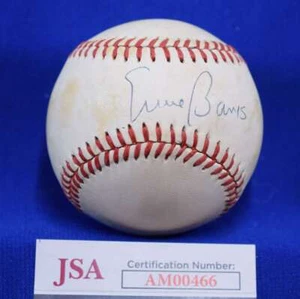 Ernie Banks
JSA
Certification Number:
AM00466